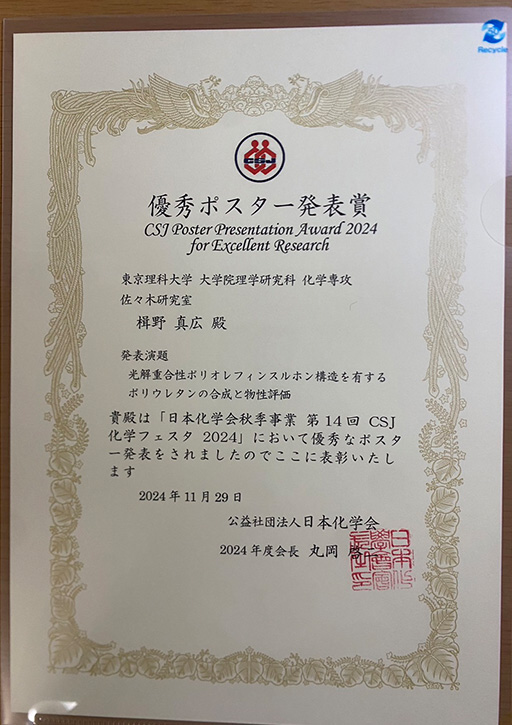 Recycle
CSJ
優秀ポスター発表賞
CSJ Poster Presentation Award 2024
for Excellent Research
東京理科大学 大学院理学研究科 化学専攻
佐々木研究室
楫野 真広 殿
発表演題
光解重合性ポリオレフィンスルホン構造を有する
ポリウレタンの合成と物性評価
貴殿は「日本化学会秋季事業 第14回 CSJ
化学フェスタ 2024」において優秀なポスタ
ー発表をされましたのでここに表彰いたし
ます
2024年11月29日
公益社団法人日本化学会
2024年度会長 丸岡